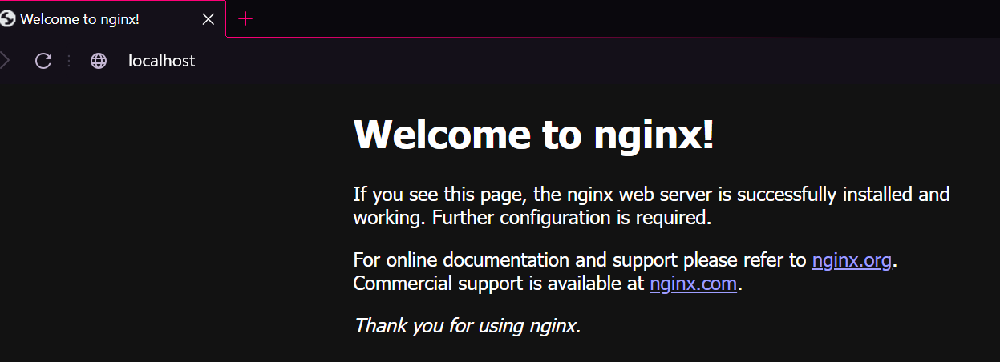 Welcome to nginx!
localhost
Welcome to nginx!
If you see this page, the nginx web server is successfully installed and
working. Further configuration is required.
For online documentation and support please refer to nginx.org.
Commercial support is available at nginx.com.
Thank you for using nginx.